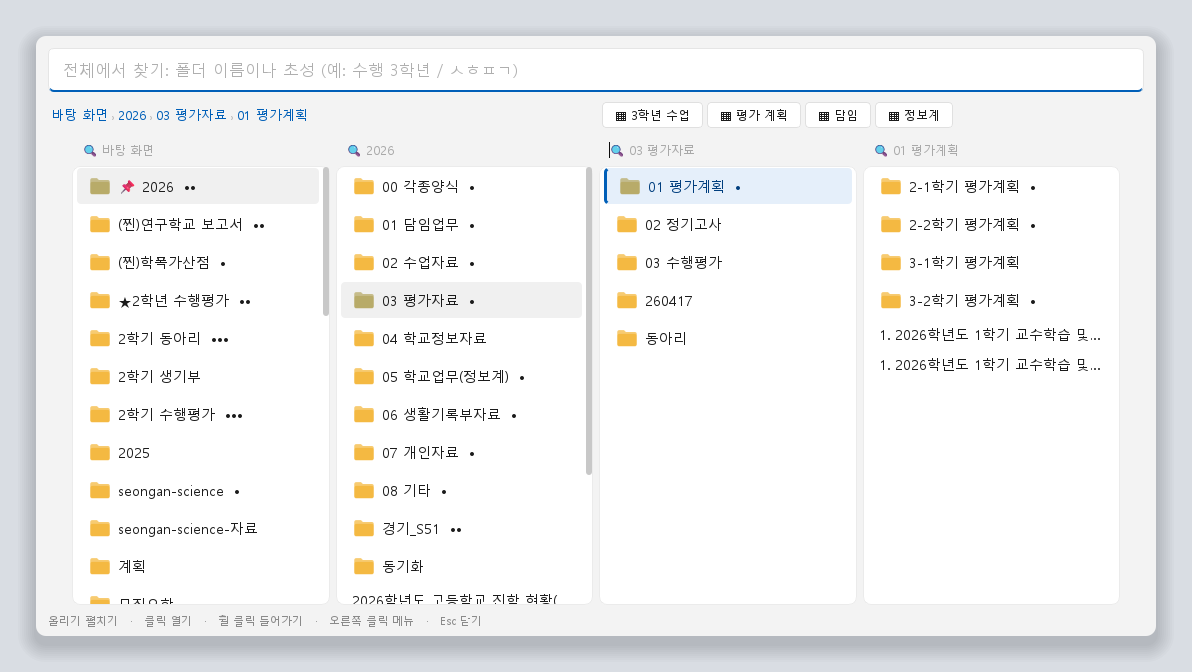 전체에서 찾기: 폴더 이름이나 초성 (예: 수행 3학년 / ㅅㅎㅍㄱ)
바탕 화면 › 2026 › 03 평가자료 › 01 평가계획
▦ 3학년 수업
▦ 평가 계획
▦ 담임
▦ 정보계
🔍 바탕 화면
📌 2026 ••
(찐)연구학교 보고서 ••
(찐)학폭가산점 •
★2학년 수행평가 ••
2학기 동아리 •••
2학기 생기부
2학기 수행평가 •••
2025
seongan-science •
seongan-science-자료
계획
🔍 2026
00 각종양식 •
01 담임업무 •
02 수업자료 •
03 평가자료 •
04 학교정보자료
05 학교업무(정보계) •
06 생활기록부자료 •
07 개인자료 •
08 기타 •
경기_S51 ••
동기화
2026학년도 고등학교 진학 현황(
🔍 03 평가자료
01 평가계획 •
02 정기고사
03 수행평가
260417
동아리
🔍 01 평가계획
2-1학기 평가계획 •
2-2학기 평가계획 •
3-1학기 평가계획
3-2학기 평가계획 •
1. 2026학년도 1학기 교수학습 및...
1. 2026학년도 1학기 교수학습 및...
올리기 펼치기 · 클릭 열기 · 휠 클릭 들어가기 · 오른쪽 클릭 메뉴 · Esc 닫기